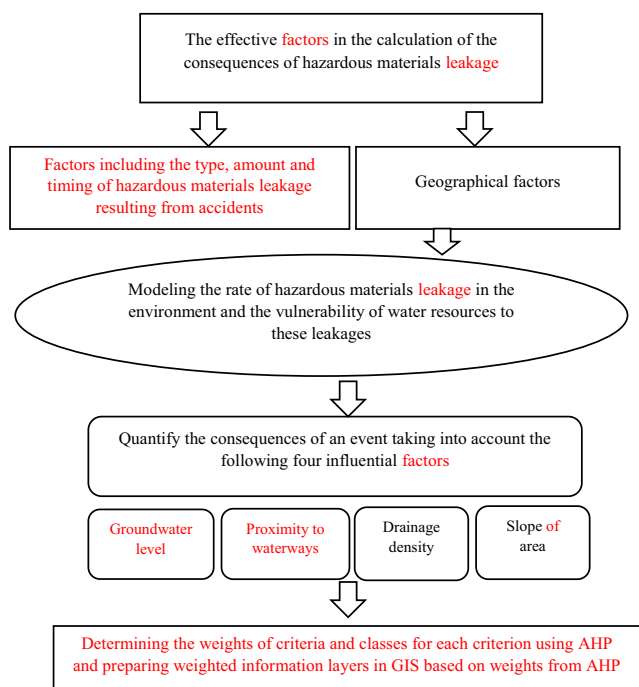 The effective factors in the calculation of the
consequences of hazardous materials leakage
Factors including the type, amount and
timing of hazardous materials leakage
resulting from accidents
Geographical factors
Modeling the rate of hazardous materials leakage in the
environment and the vulnerability of water resources to
these leakages
Quantify the consequences of an event taking into account the
following four influential factors
Groundwater
level
Proximity to
waterways
Drainage
density
Slope of
area
Determining the weights of criteria and classes for each criterion using AHP
and preparing weighted information layers in GIS based on weights from AHP